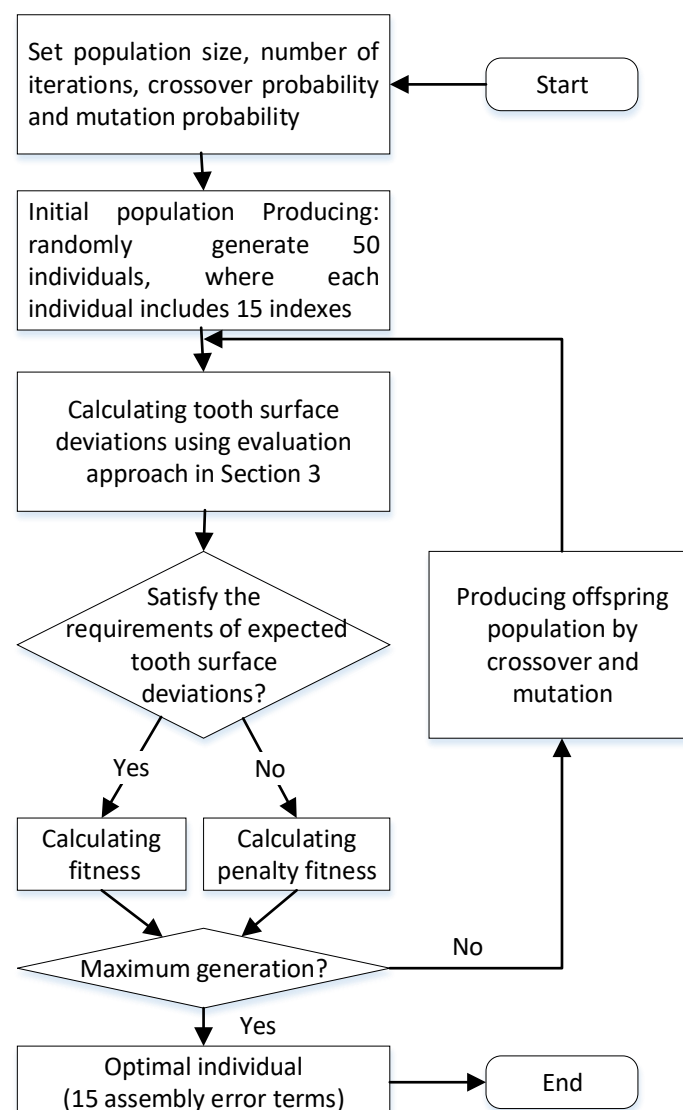 Set population size, number of
iterations, crossover probability
and mutation probability
Start
Initial population Producing:
randomly generate 50
individuals, where each
individual includes 15 indexes
Calculating tooth surface
deviations using evaluation
approach in Section 3
Satisfy the
requirements of expected
tooth surface
deviations?
Producing offspring
population by
crossover and
mutation
Yes
No
Calculating
fitness
Calculating
penalty fitness
Maximum generation?
No
Yes
Optimal individual
(15 assembly error terms)
End